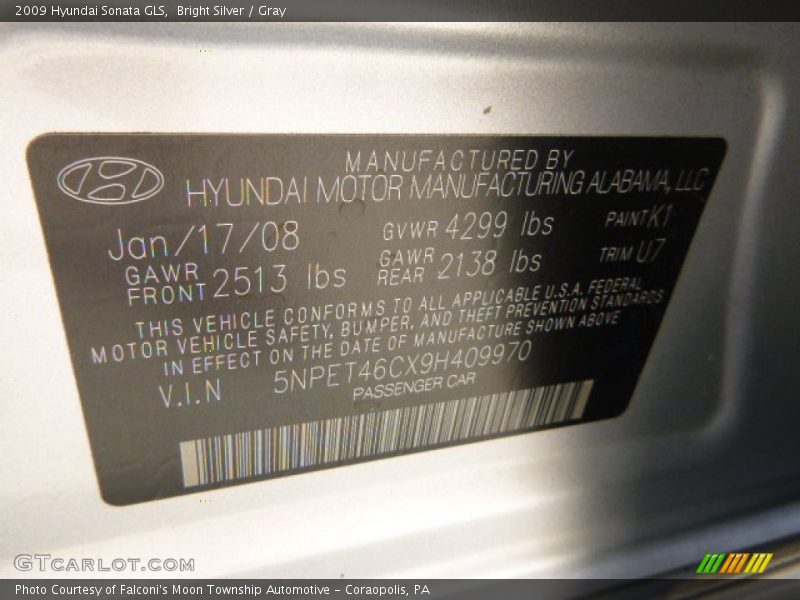 2009 Hyundai Sonata GLS, Bright Silver / Gray
MANUFACTURED BY
HYUNDAI MOTOR MANUFACTURING ALABAMA, LLC
Jan/17/08 GVWR 4299 lbs PAINT K1
GAWR FRONT 2513 lbs GAWR REAR 2138 lbs TRIM U7
THIS VEHICLE CONFORMS TO ALL APPLICABLE U.S.A. FEDERAL
MOTOR VEHICLE SAFETY, BUMPER, AND THEFT PREVENTION STANDARDS
IN EFFECT ON THE DATE OF MANUFACTURE SHOWN ABOVE
V.I.N 5NPET46CX9H409970
PASSENGER CAR
GTCARLOT.COM
Photo Courtesy of Falconi's Moon Township Automotive - Coraopolis, PA